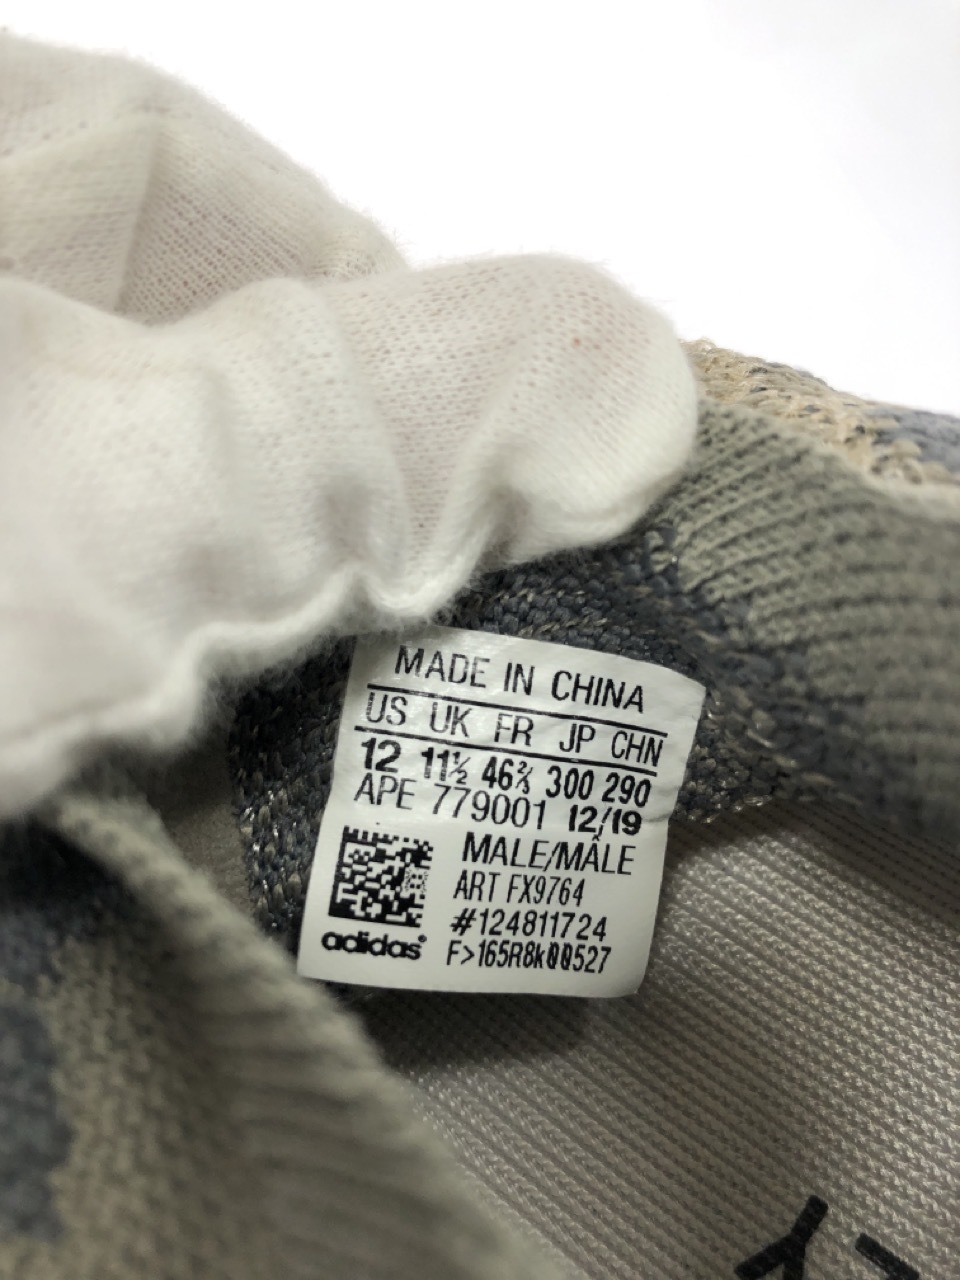 MADE IN CHINA
US UK FR JP CHN
12 11½ 46⅔ 300 290
APE 779001 12/19
MALE/MÂLE
ART FX9764
#124811724
F>165R8k00527
adidas